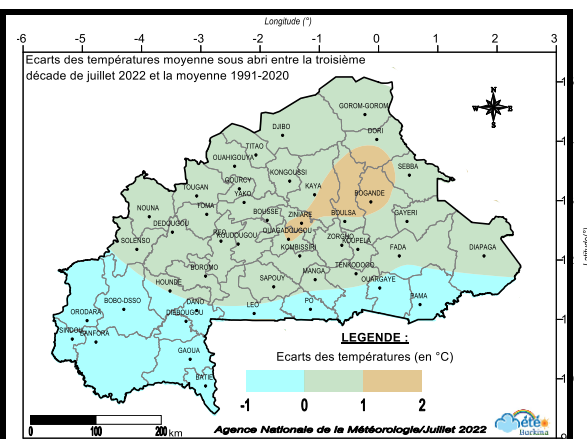 Longitude (°)
-6 -5 -4 -3 -2 -1 0 1 2 3
Ecarts des températures moyenne sous abri entre la troisième
décade de juillet 2022 et la moyenne 1991-2020
N
W E
S
GOROM-GOROM
DJIBO
DORI
TITAO
OUAHIGOUYA
SEBBA
KONGOUSSI
GOURCY
KAYA
TOUGAN
YAKO
BOGANDE
NOUNA
TOMA
BOUSSE
ZINIARE
BOULSA
GAYERI
DEDOUGOU
REO
KOUDOUGOU
OUAGADOUGOU
ZORGHO
KOUPELA
SOLENSO
KOMBISSIRI
FADA
DIAPAGA
BOROMO
TENKODOGO
HOUNDE
SAPOUY
MANGA
OUARGAYE
BOBO-DSSO
DANO
LEO
PO
PAMA
ORODARA
DIABDUGOU
SINDOU
BANFORA
GAOUA
BATIE
Latitude(°)
LEGENDE :
Ecarts des températures (en °C)
-1 0 1 2
0 100 200 km
Agence Nationale de la Météorologie/Juillet 2022
Météo
Burkina